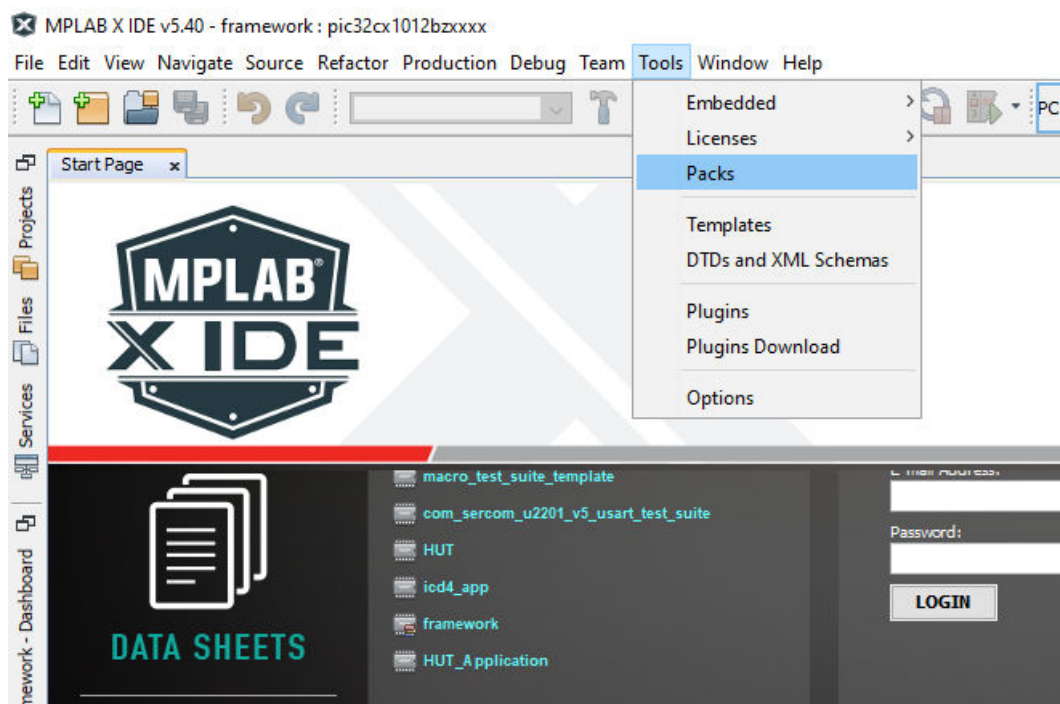 MPLAB X IDE v5.40 - framework : pic32cx1012bzxxxx
File Edit View Navigate Source Refactor Production Debug Team Tools Window Help
PC
Embedded
Licenses
Packs
Templates
DTDs and XML Schemas
Plugins
Plugins Download
Options
Start Page
Projects
Files
Services
mework - Dashboard
MPLAB®
X IDE
DATA SHEETS
macro_test_suite_template
com_sercom_u2201_v5_usart_test_suite
HUT
icd4_app
framework
HUT_Application
E-mail Address:
Password:
LOGIN